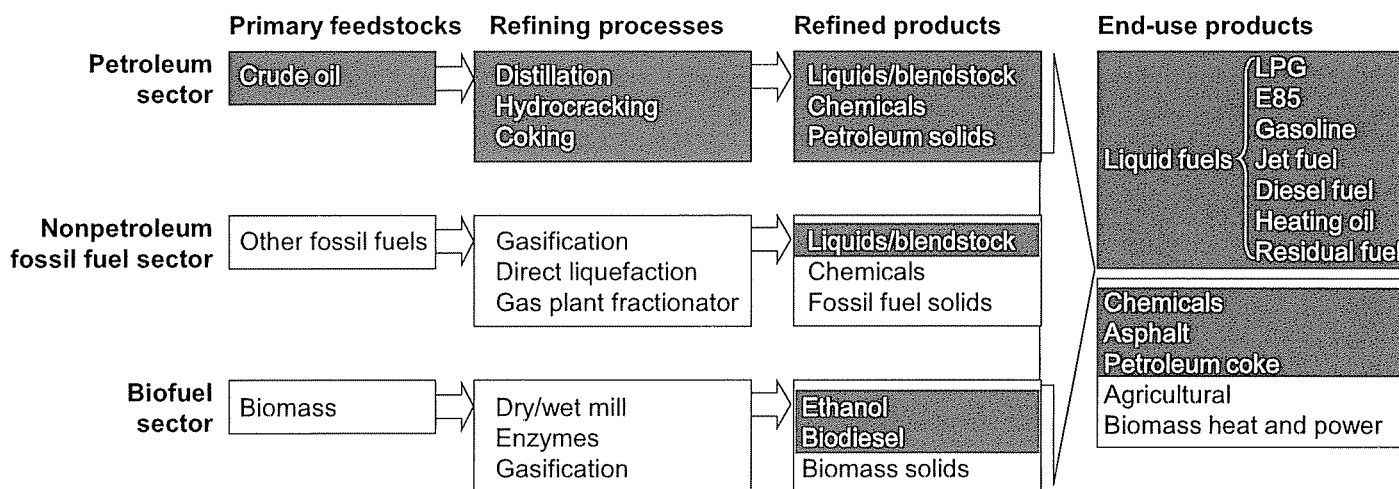 Primary feedstocks Refining processes Refined products End-use products
Petroleum
sector
Crude oil
Distillation
Hydrocracking
Coking
Liquids/blendstock
Chemicals
Petroleum solids
Nonpetroleum
fossil fuel sector
Other fossil fuels
Gasification
Direct liquefaction
Gas plant fractionator
Liquids/blendstock
Chemicals
Fossil fuel solids
Biofuel
sector
Biomass
Dry/wet mill
Enzymes
Gasification
Ethanol
Biodiesel
Biomass solids
Liquid fuels
LPG
E85
Gasoline
Jet fuel
Diesel fuel
Heating oil
Residual fuel
Chemicals
Asphalt
Petroleum coke
Agricultural
Biomass heat and power